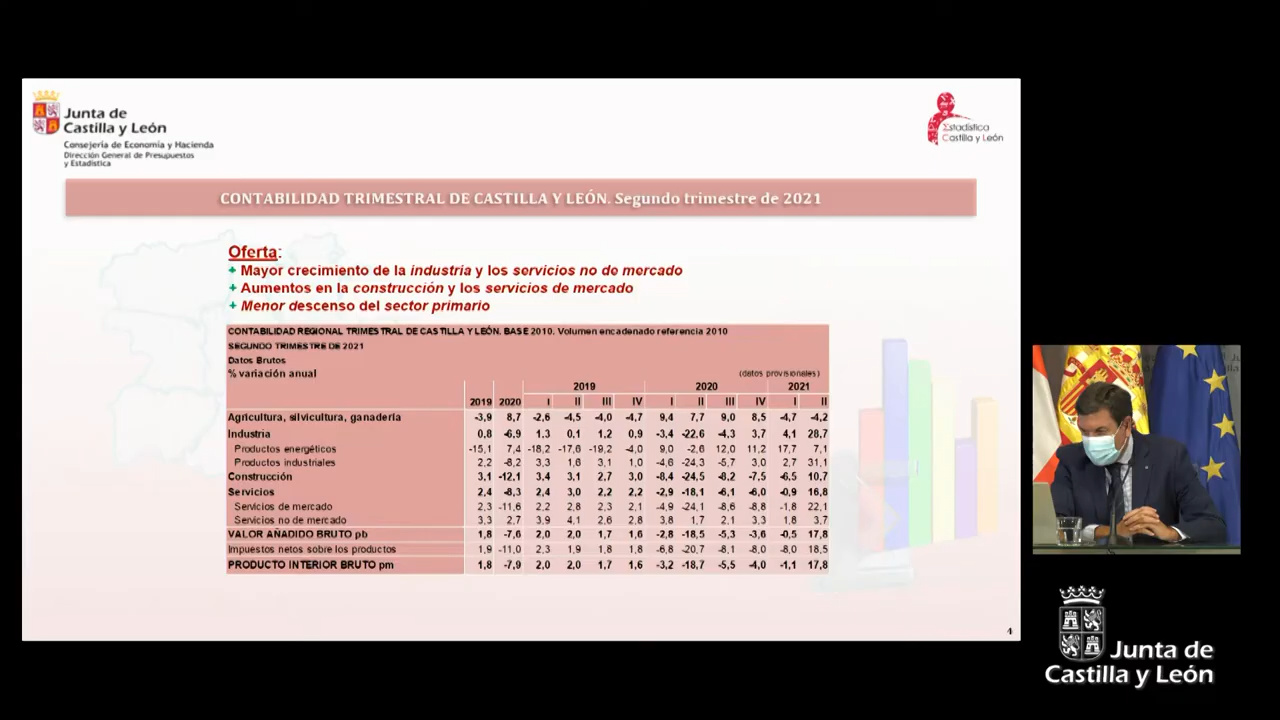 Junta de
Castilla y León
Consejería de Economía y Hacienda
Dirección General de Presupuestos
y Estadística
Estadística
Castilla y León
CONTABILIDAD TRIMESTRAL DE CASTILLA Y LEÓN. Segundo trimestre de 2021
Oferta:
+ Mayor crecimiento de la industria y los servicios no de mercado
+ Aumentos en la construcción y los servicios de mercado
+ Menor descenso del sector primario
CONTABILIDAD REGIONAL TRIMESTRAL DE CASTILLA Y LEÓN. BASE 2010. Volumen encadenado referencia 2010
SEGUNDO TRIMESTRE DE 2021
Datos Brutos
% variación anual (datos provisionales)
2019 2020 2021
2019 2020 I II III IV I II III IV I II
Agricultura, silvicultura, ganadería -3,9 8,7 -2,6 -4,5 -4,0 -4,7 9,4 7,7 9,0 8,5 -4,7 -4,2
Industria 0,8 -6,9 1,3 0,1 1,2 0,9 -3,4 -22,6 -4,3 3,7 4,1 28,7
Productos energéticos -15,1 7,4 -18,2 -17,6 -19,2 -4,0 9,0 -2,6 12,0 11,2 17,7 7,1
Productos industriales 2,2 -8,2 3,3 1,6 3,1 1,0 -4,6 -24,3 -5,7 3,0 2,7 31,1
Construcción 3,1 -12,1 3,4 3,1 2,7 3,0 -8,4 -24,5 -8,2 -7,5 -6,5 10,7
Servicios 2,4 -8,3 2,4 3,0 2,2 2,2 -2,9 -18,1 -6,1 -6,0 -0,9 16,8
Servicios de mercado 2,3 -11,6 2,2 2,8 2,3 2,1 -4,9 -24,1 -8,6 -8,8 -1,8 22,1
Servicios no de mercado 3,3 2,7 3,9 4,1 2,6 2,8 3,8 1,7 2,1 3,3 1,8 3,7
VALOR AÑADIDO BRUTO pb 1,8 -7,6 2,0 2,0 1,7 1,6 -2,8 -18,5 -5,3 -3,6 -0,5 17,8
Impuestos netos sobre los productos 1,9 -11,0 2,3 1,9 1,8 1,8 -6,8 -20,7 -8,1 -8,0 -8,0 18,5
PRODUCTO INTERIOR BRUTO pm 1,8 -7,9 2,0 2,0 1,7 1,6 -3,2 -18,7 -5,5 -4,0 -1,1 17,8
4
Junta de
Castilla y León